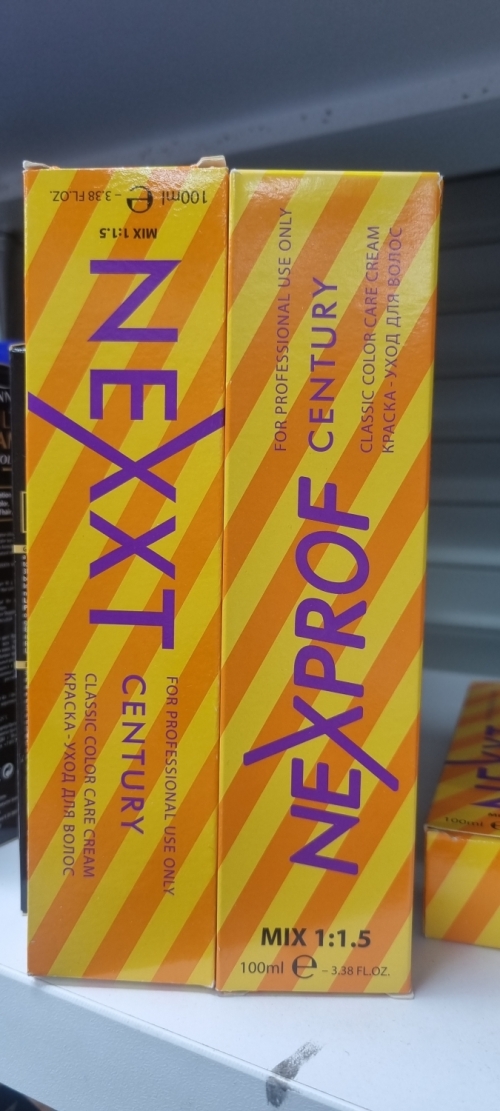 100ml e – 3.38 FL.OZ.
MIX 1:1.5
NEXXT
CENTURY
FOR PROFESSIONAL USE ONLY
CLASSIC COLOR CARE CREAM
КРАСКА - УХОД ДЛЯ ВОЛОС
NEXPROF
CENTURY
FOR PROFESSIONAL USE ONLY
CLASSIC COLOR CARE CREAM
КРАСКА - УХОД ДЛЯ ВОЛОС
MIX 1:1.5
100ml e – 3.38 FL.OZ.
NEXXT
100ml e